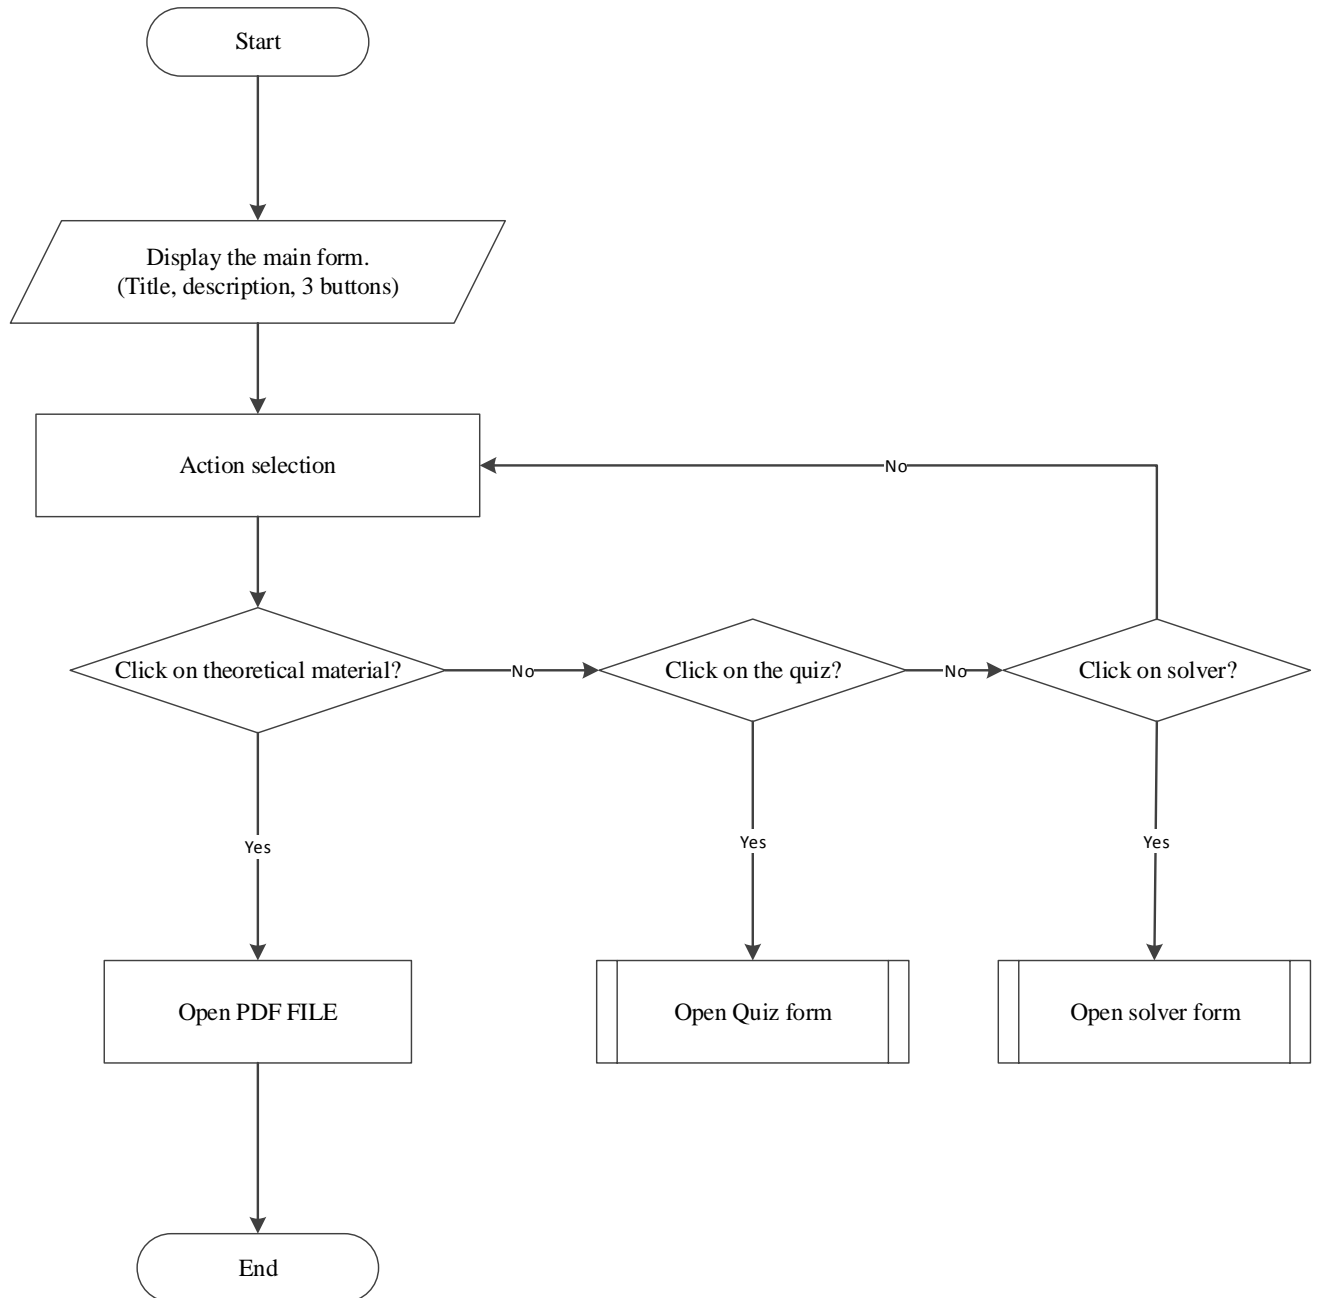 Start
Display the main form.
(Title, description, 3 buttons)
Action selection
No
Click on theoretical material?
No
Click on the quiz?
No
Click on solver?
Yes
Yes
Yes
Open PDF FILE
Open Quiz form
Open solver form
End